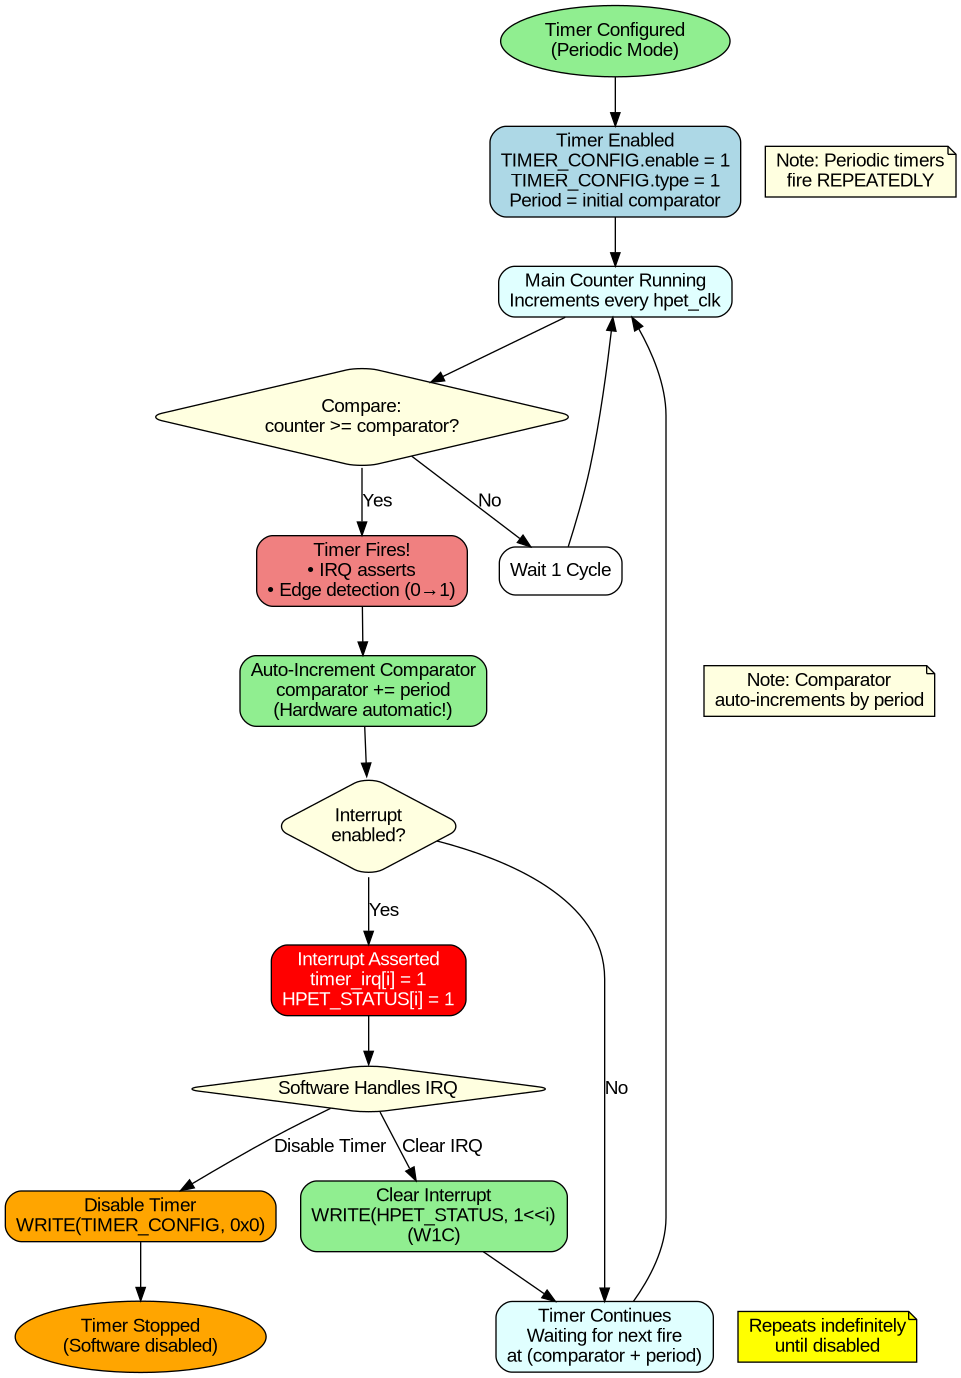 Timer Configured
(Periodic Mode)
Timer Enabled
TIMER_CONFIG.enable = 1
TIMER_CONFIG.type = 1
Period = initial comparator
Note: Periodic timers
fire REPEATEDLY
Main Counter Running
Increments every hpet_clk
Compare:
counter >= comparator?
Yes
No
Timer Fires!
• IRQ asserts
• Edge detection (0→1)
Wait 1 Cycle
Auto-Increment Comparator
comparator += period
(Hardware automatic!)
Note: Comparator
auto-increments by period
Interrupt
enabled?
Yes
Interrupt Asserted
timer_irq[i] = 1
HPET_STATUS[i] = 1
Software Handles IRQ
No
Disable Timer
Clear IRQ
Disable Timer
WRITE(TIMER_CONFIG, 0x0)
Clear Interrupt
WRITE(HPET_STATUS, 1<<i)
(W1C)
Timer Stopped
(Software disabled)
Timer Continues
Waiting for next fire
at (comparator + period)
Repeats indefinitely
until disabled